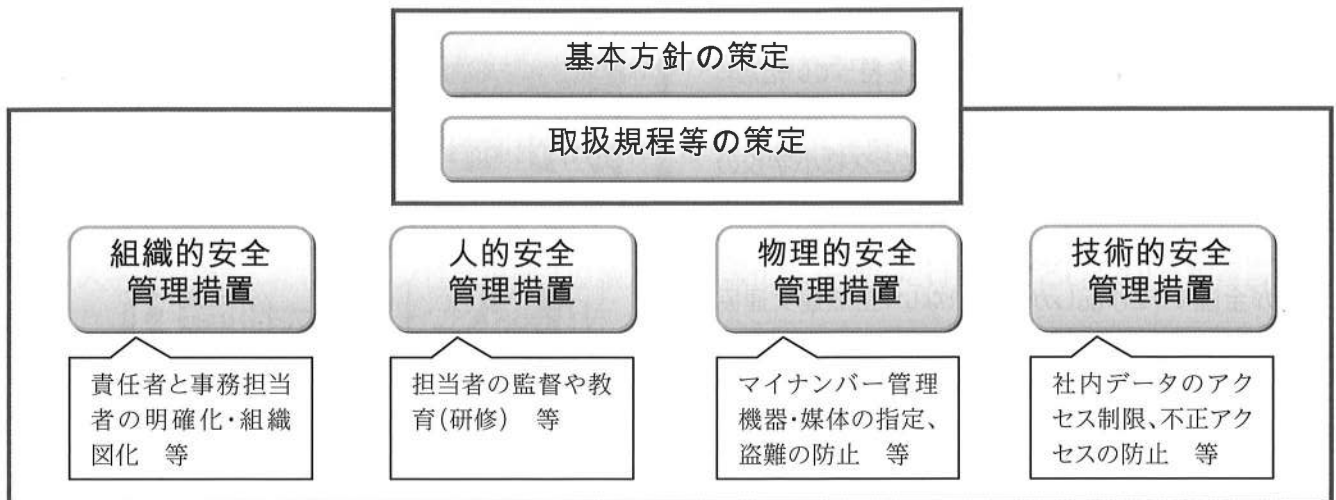 基本方針の策定
取扱規程等の策定
組織的安全
管理措置
人的安全
管理措置
物理的安全
管理措置
技術的安全
管理措置
責任者と事務担当
者の明確化・組織
図化　等
担当者の監督や教
育(研修)　等
マイナンバー管理
機器・媒体の指定、
盗難の防止　等
社内データのアク
セス制限、不正アク
セスの防止　等